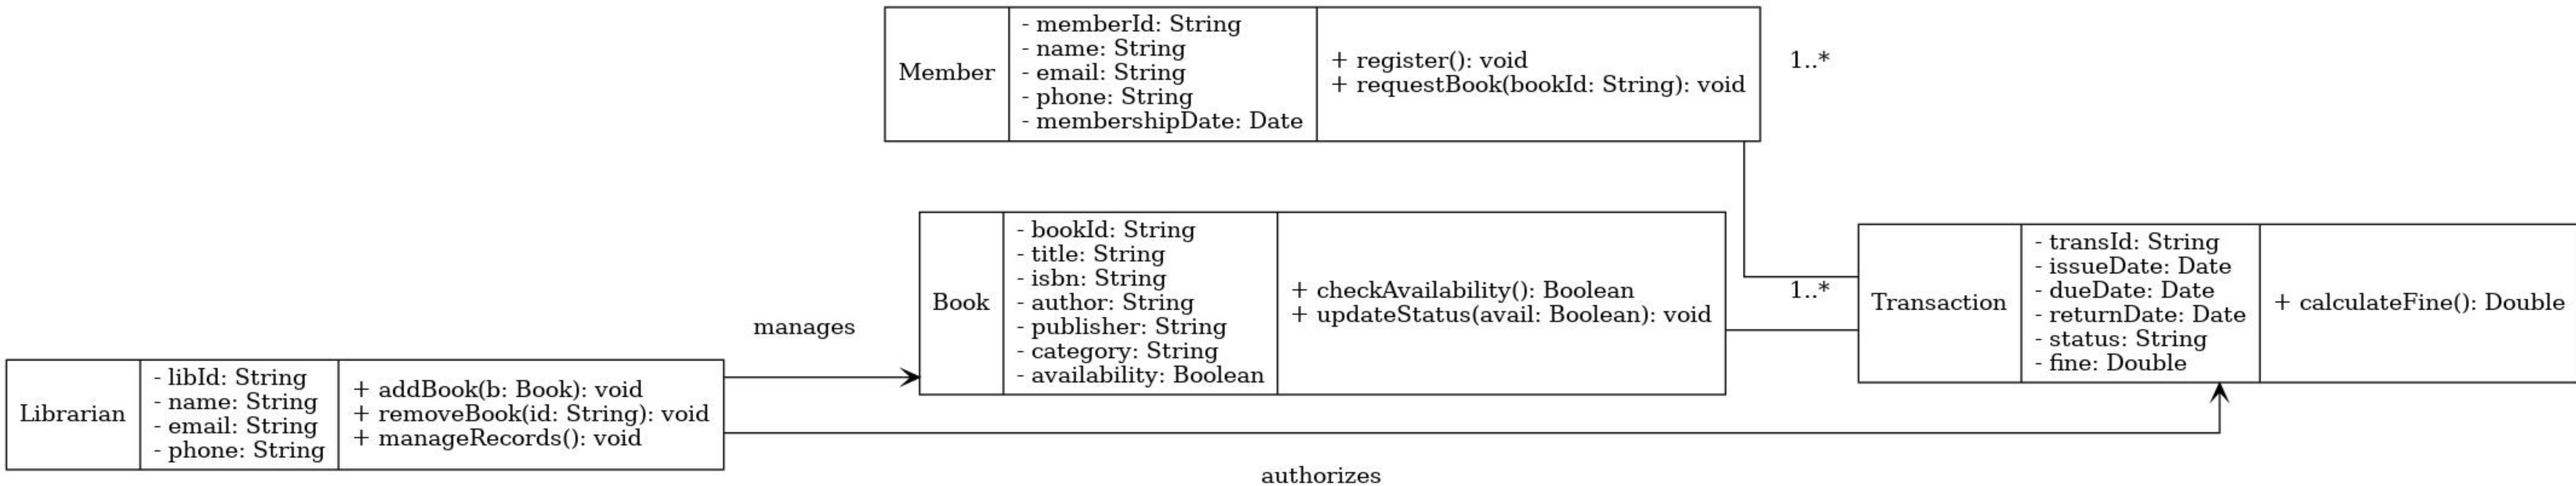 Member
- memberId: String
- name: String
- email: String
- phone: String
- membershipDate: Date
+ register(): void
+ requestBook(bookId: String): void
1..*
Book
- bookId: String
- title: String
- isbn: String
- author: String
- publisher: String
- category: String
- availability: Boolean
+ checkAvailability(): Boolean
+ updateStatus(avail: Boolean): void
1..*
Transaction
- transId: String
- issueDate: Date
- dueDate: Date
- returnDate: Date
- status: String
- fine: Double
+ calculateFine(): Double
manages
Librarian
- libId: String
- name: String
- email: String
- phone: String
+ addBook(b: Book): void
+ removeBook(id: String): void
+ manageRecords(): void
authorizes